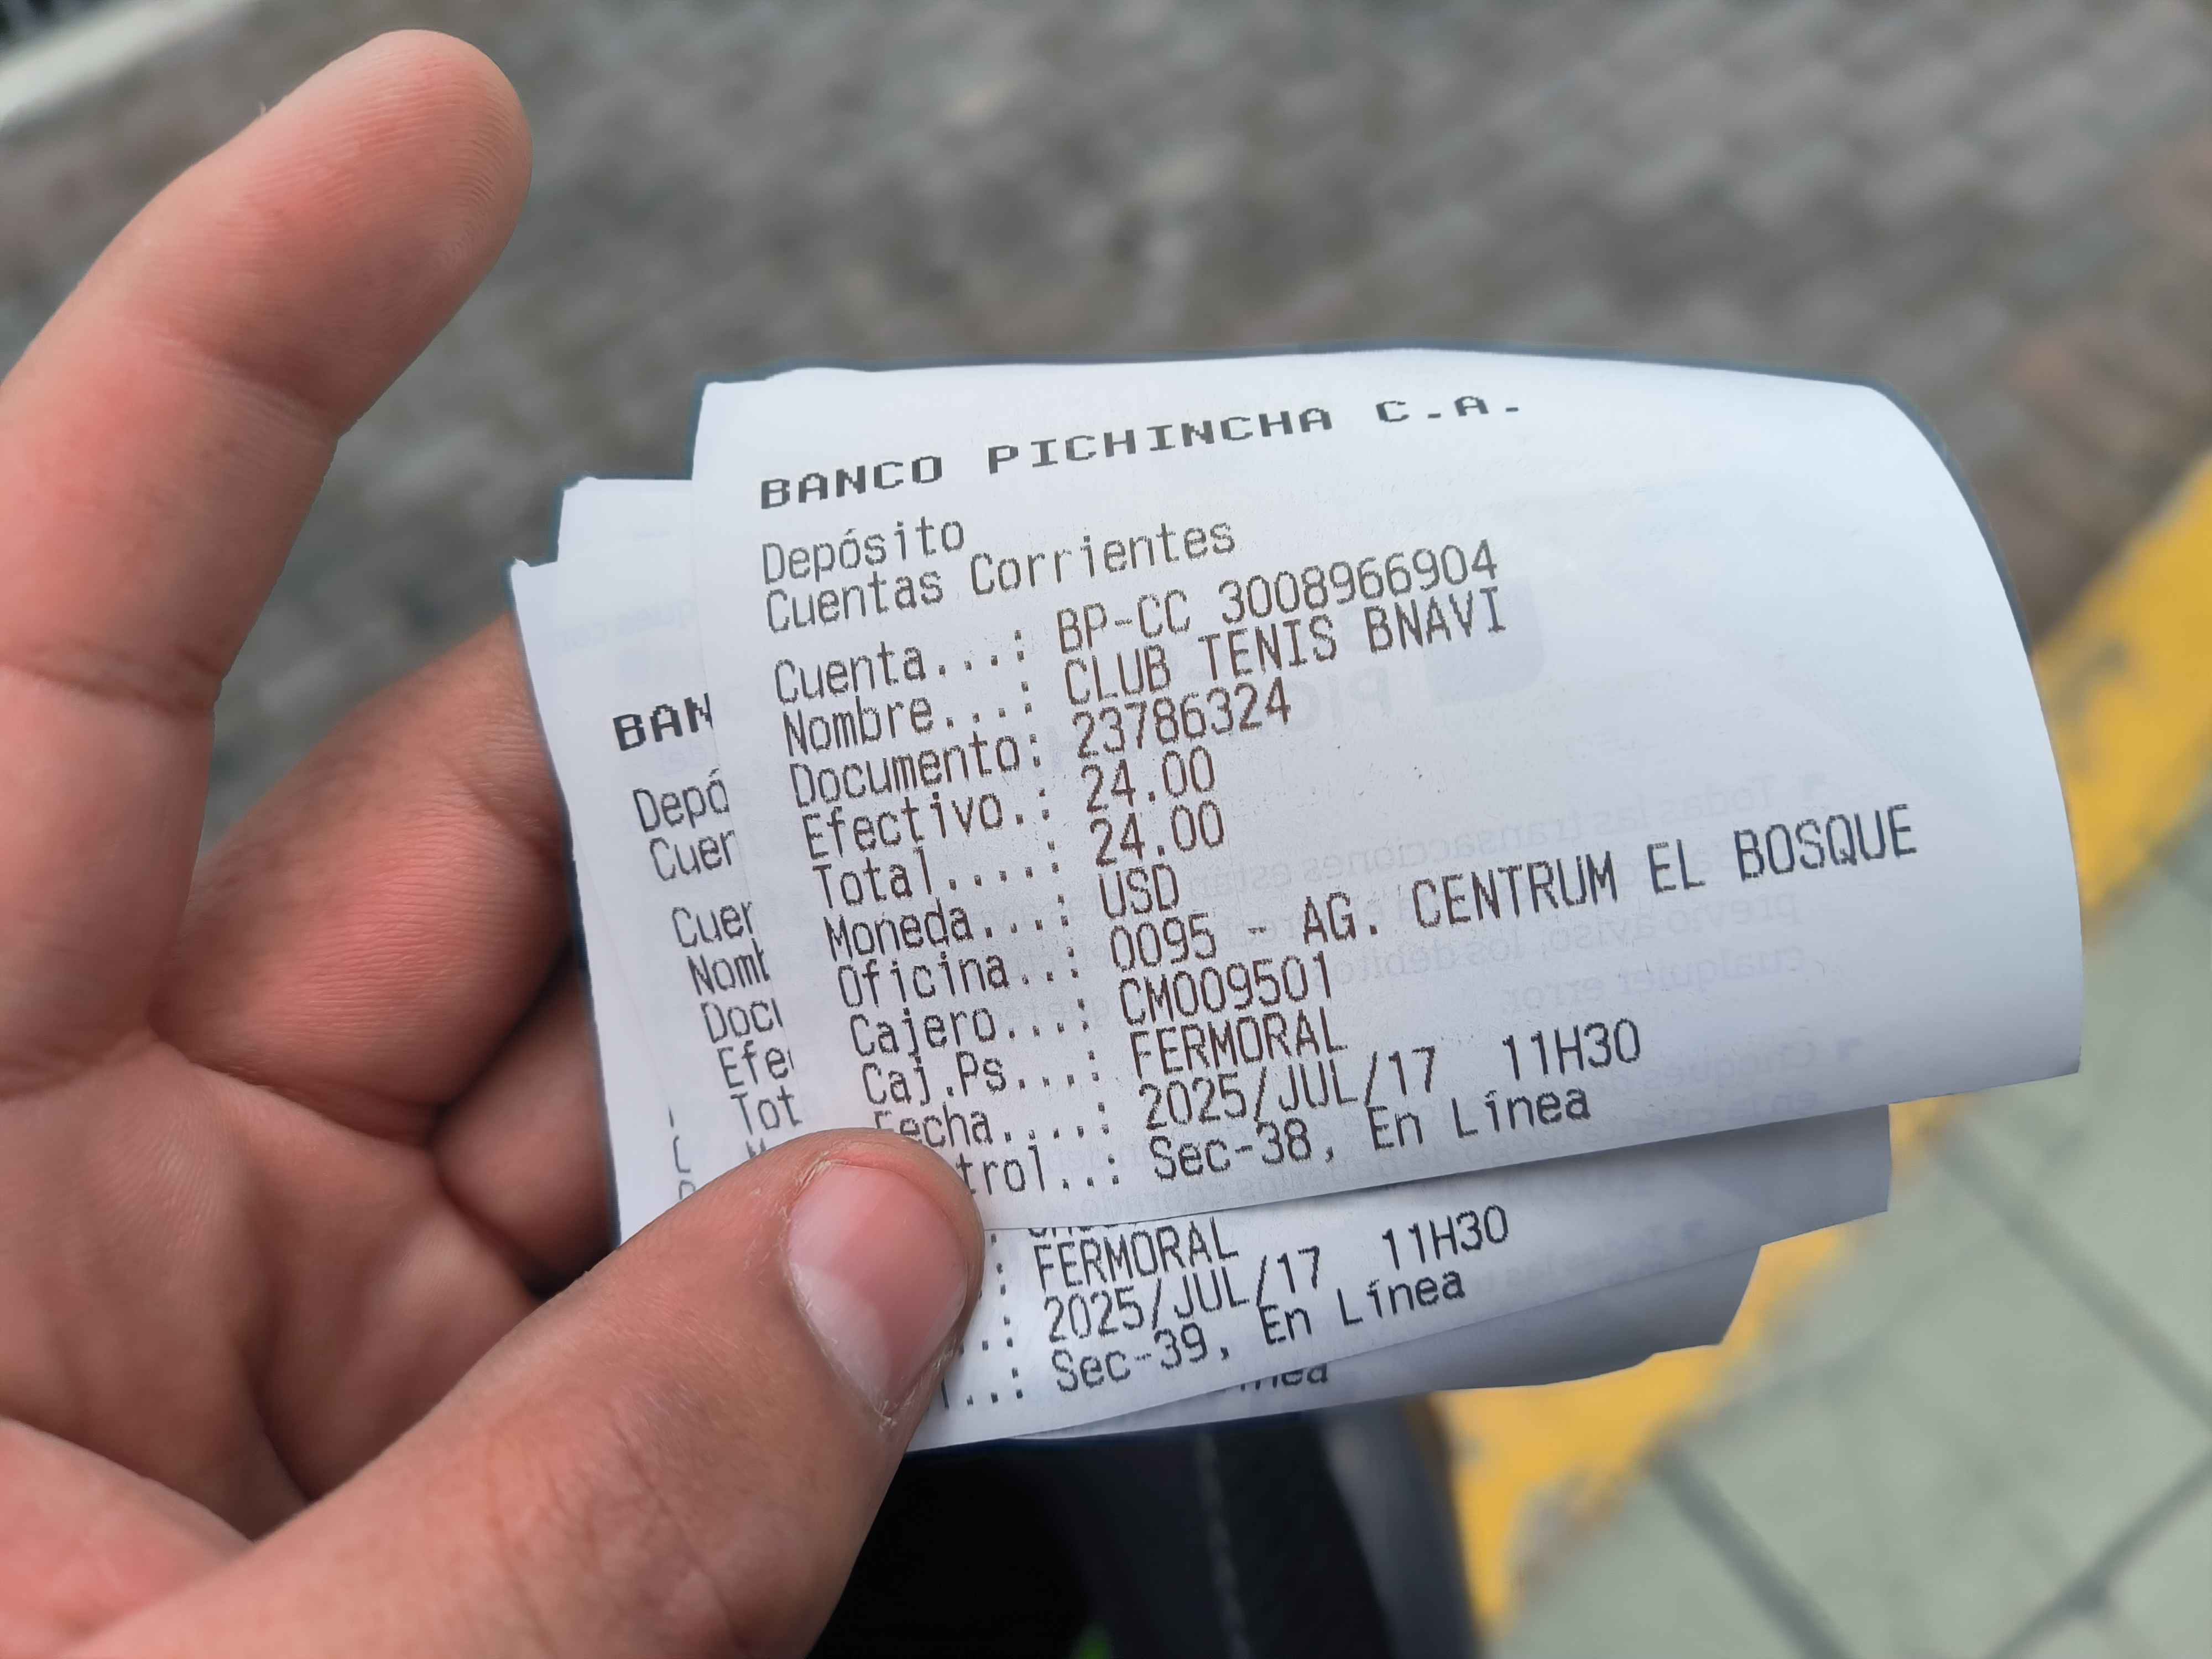 BANCO PICHINCHA C.A.
Depósito
Cuentas Corrientes
Cuenta...: BP-CC 3008966904
Nombre...: CLUB TENIS BNAVI
Documento: 23786324
Efectivo.: 24.00
Total....: 24.00
Moneda...: USD
Oficina..: 0095 - AG. CENTRUM EL BOSQUE
Cajero...: CM009501
Caj.Ps...: FERMORAL
Fecha....: 2025/JUL/17 11H30
trol..: Sec-38, En Línea
BAN
Depó
Cuen
Cuen
Nomb
Docu
Efe
Tot
: FERMORAL
..: 2025/JUL/17 11H30
l..: Sec-39, En Línea